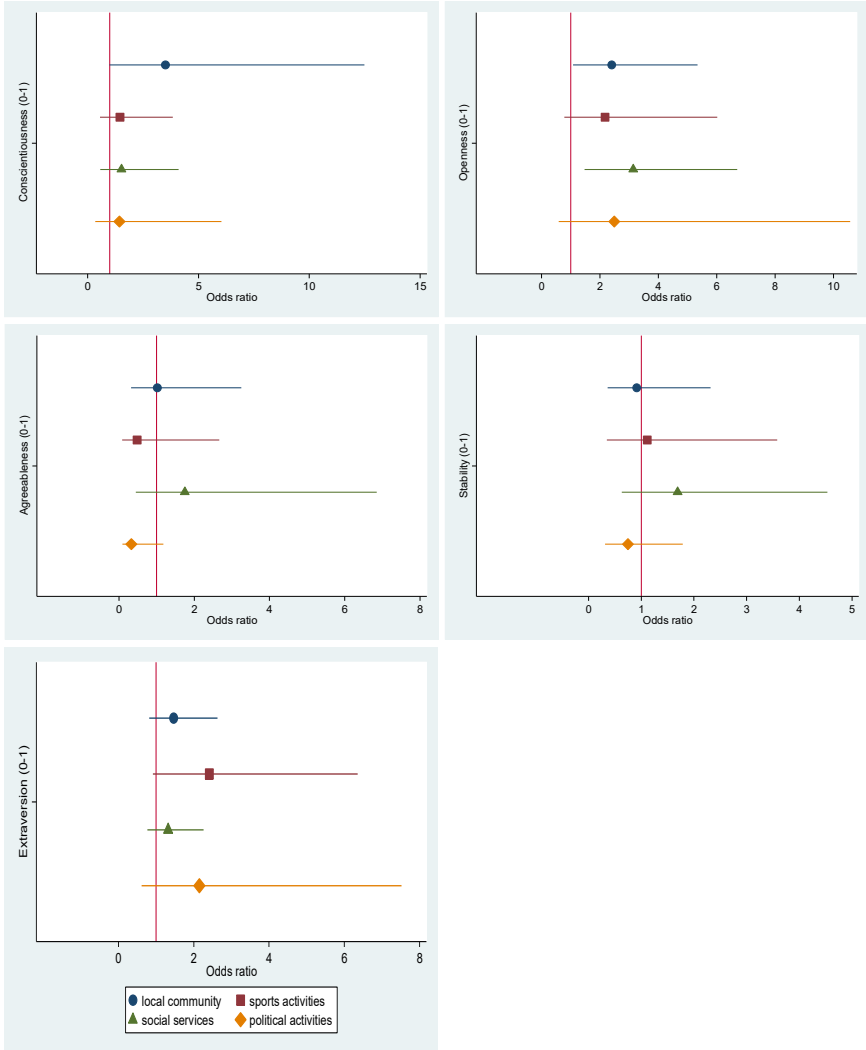 Conscientiousness (0-1)
0 5 10 15
Odds ratio
Openness (0-1)
0 2 4 6 8 10
Odds ratio
Agreeableness (0-1)
0 2 4 6 8
Odds ratio
Stability (0-1)
0 1 2 3 4 5
Odds ratio
Extraversion (0-1)
0 2 4 6 8
Odds ratio
local community sports activities
social services political activities